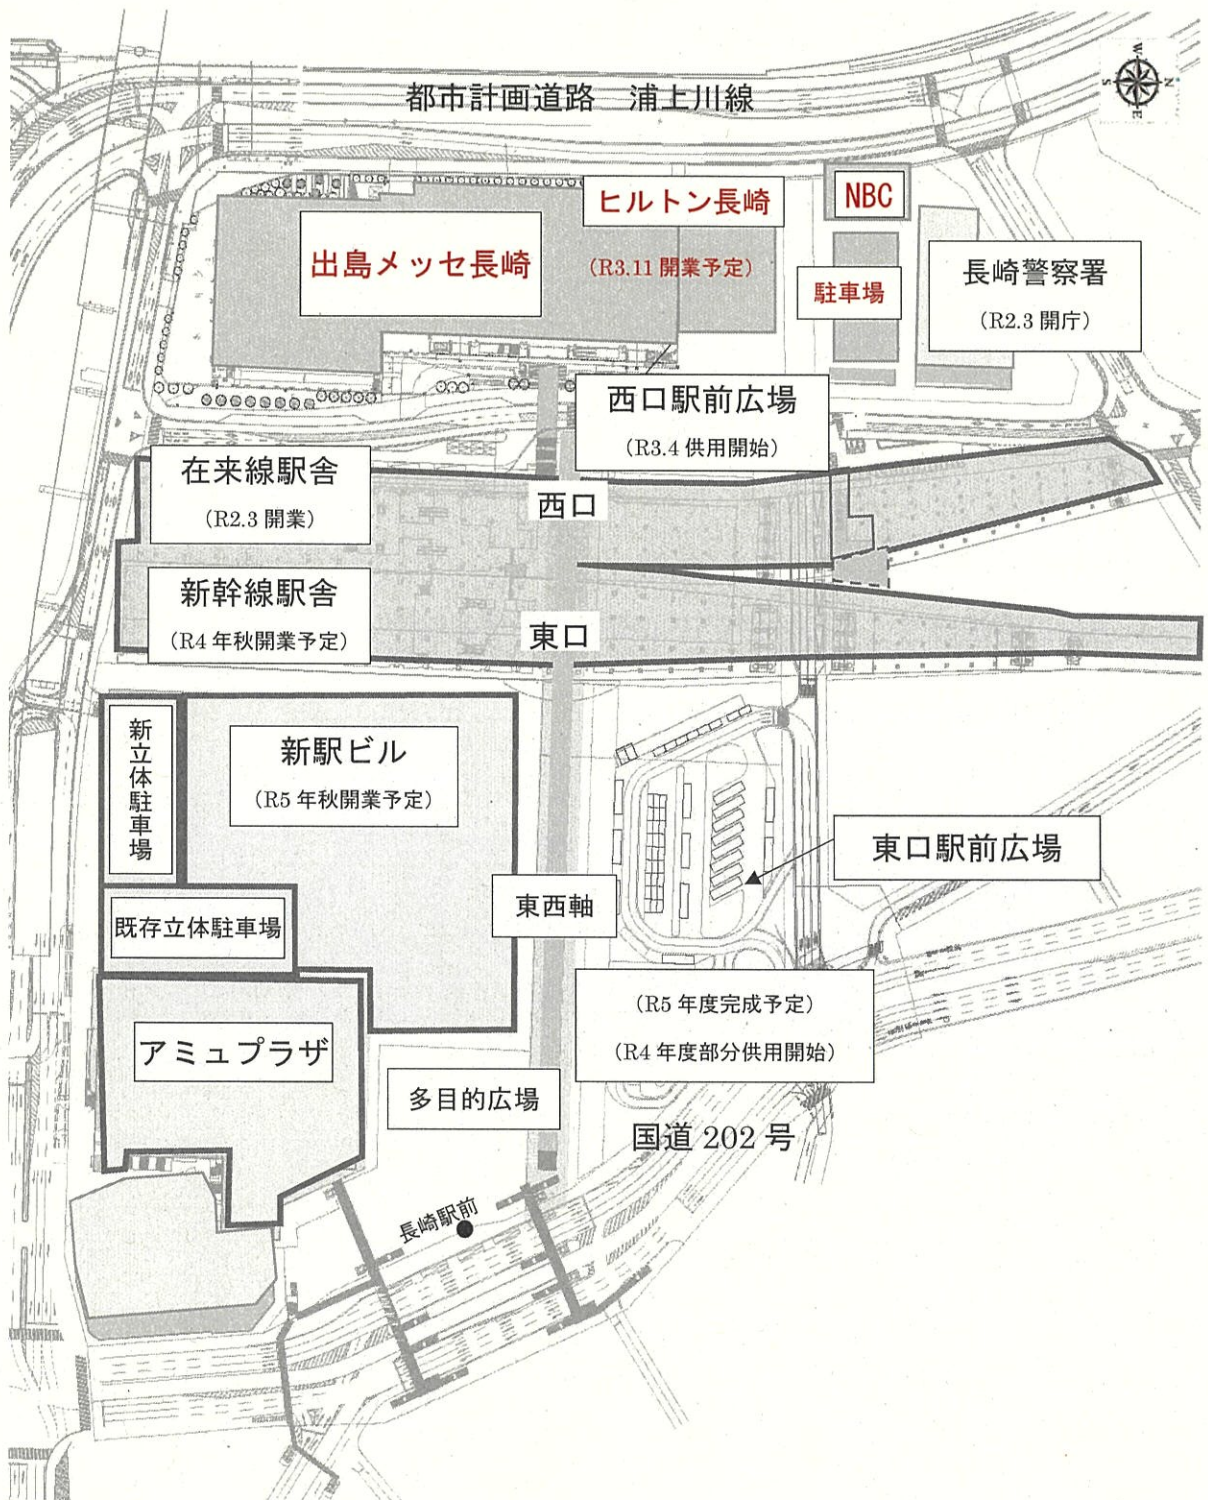 都市計画道路 浦上川線
W
N
S
E
ヒルトン長崎
(R3.11 開業予定)
NBC
出島メッセ長崎
駐車場
長崎警察署
(R2.3 開庁)
西口駅前広場
(R3.4 供用開始)
在来線駅舎
(R2.3 開業)
西口
新幹線駅舎
(R4 年秋開業予定)
東口
新立体駐車場
新駅ビル
(R5 年秋開業予定)
東口駅前広場
東西軸
既存立体駐車場
(R5 年度完成予定)
(R4 年度部分供用開始)
アミュプラザ
多目的広場
国道 202 号
長崎駅前